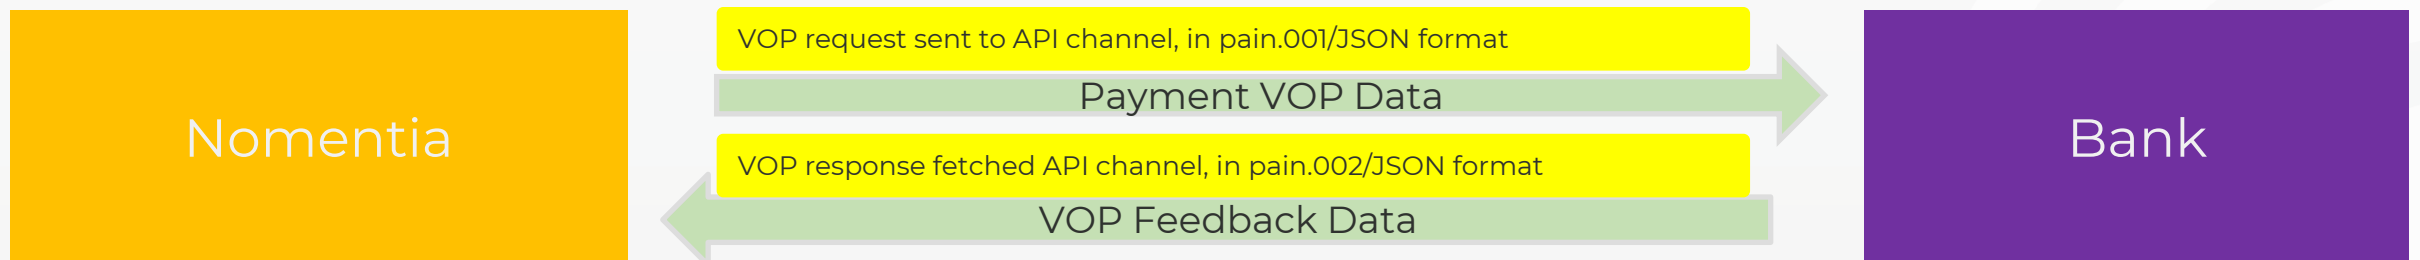 VOP request sent to API channel, in pain.001/JSON format
Payment VOP Data
Nomentia
Bank
VOP response fetched API channel, in pain.002/JSON format
VOP Feedback Data